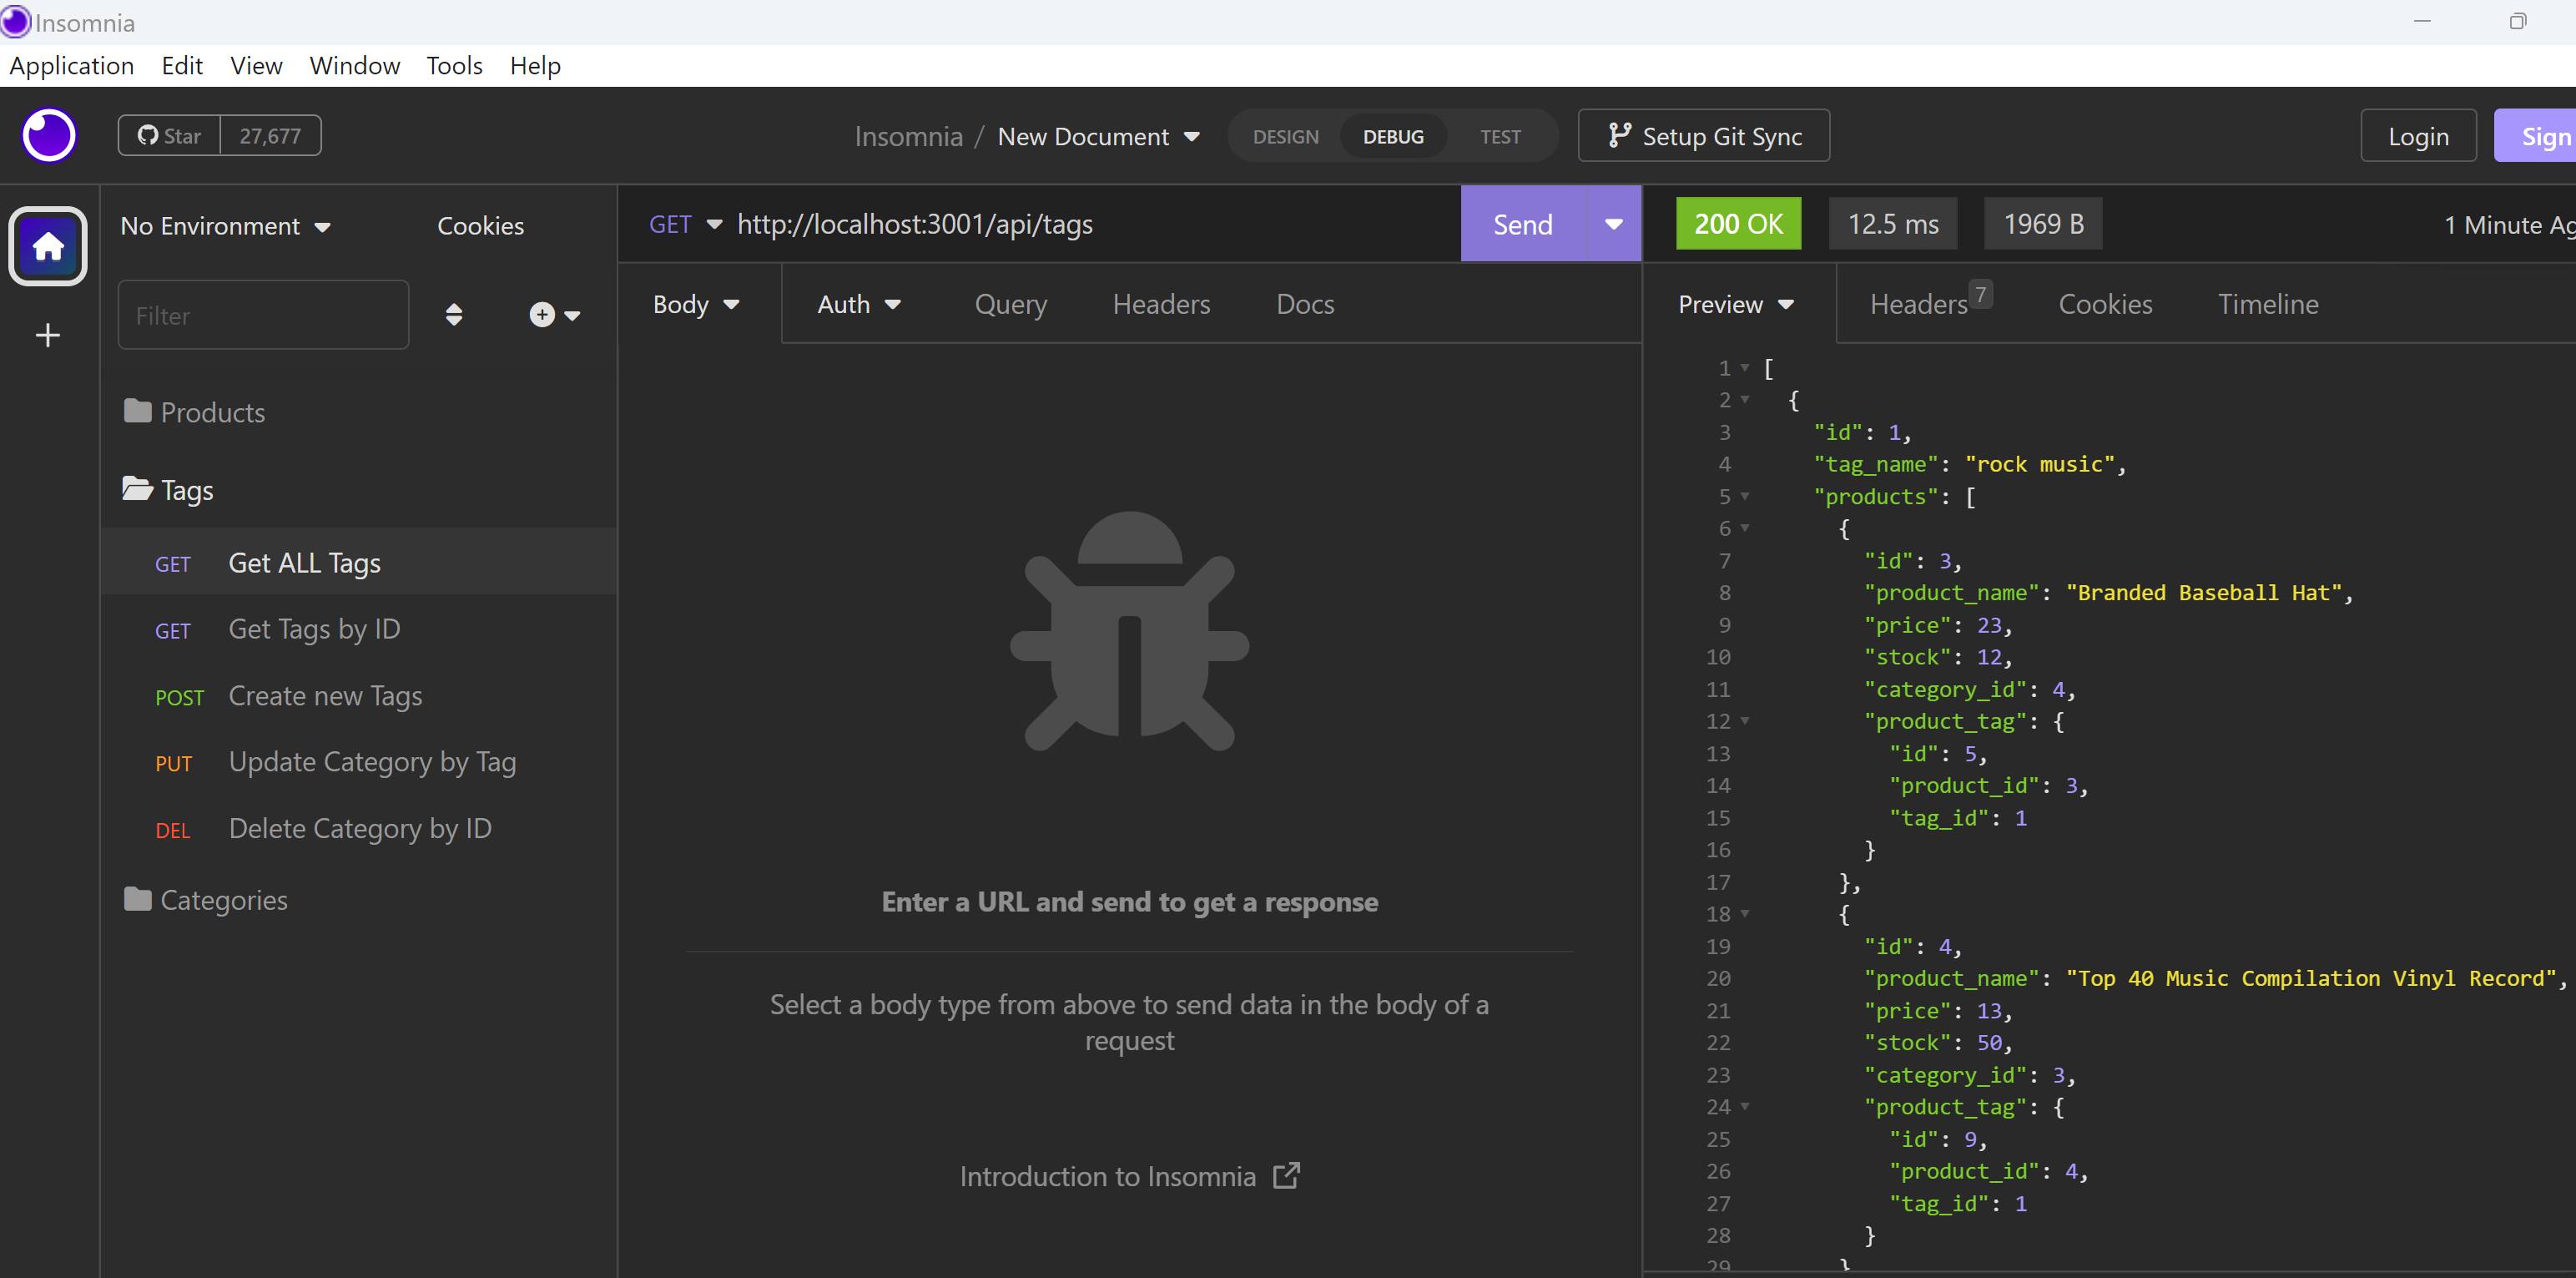 Insomnia
Application Edit View Window Tools Help
Star 27,677
Insomnia / New Document
DESIGN DEBUG TEST
Setup Git Sync
Login
Sign
No Environment
Cookies
Filter
Products
Tags
GET Get ALL Tags
GET Get Tags by ID
POST Create new Tags
PUT Update Category by Tag
DEL Delete Category by ID
Categories
GET http://localhost:3001/api/tags
Send
Body Auth Query Headers Docs
Enter a URL and send to get a response
Select a body type from above to send data in the body of a
request
Introduction to Insomnia
200 OK 12.5 ms 1969 B 1 Minute Ag
Preview Headers 7 Cookies Timeline
1 [
2 {
3 "id": 1,
4 "tag_name": "rock music",
5 "products": [
6 {
7 "id": 3,
8 "product_name": "Branded Baseball Hat",
9 "price": 23,
10 "stock": 12,
11 "category_id": 4,
12 "product_tag": {
13 "id": 5,
14 "product_id": 3,
15 "tag_id": 1
16 }
17 },
18 {
19 "id": 4,
20 "product_name": "Top 40 Music Compilation Vinyl Record",
21 "price": 13,
22 "stock": 50,
23 "category_id": 3,
24 "product_tag": {
25 "id": 9,
26 "product_id": 4,
27 "tag_id": 1
28 }
29 }